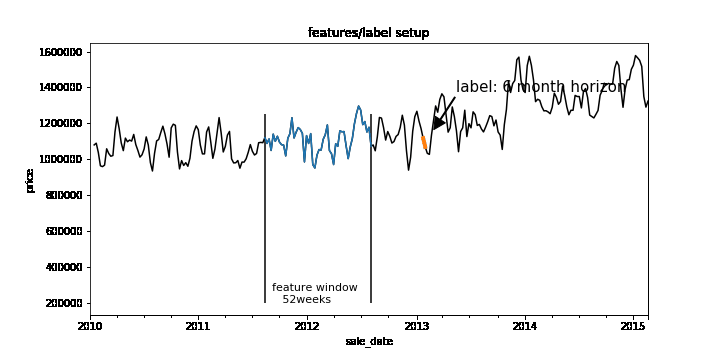 features/label setup
1600000
1400000
1200000
1000000
800000
600000
400000
200000
price
label: 6 month horizon
feature window
52weeks
2010 2011 2012 2013 2014 2015
sale_date